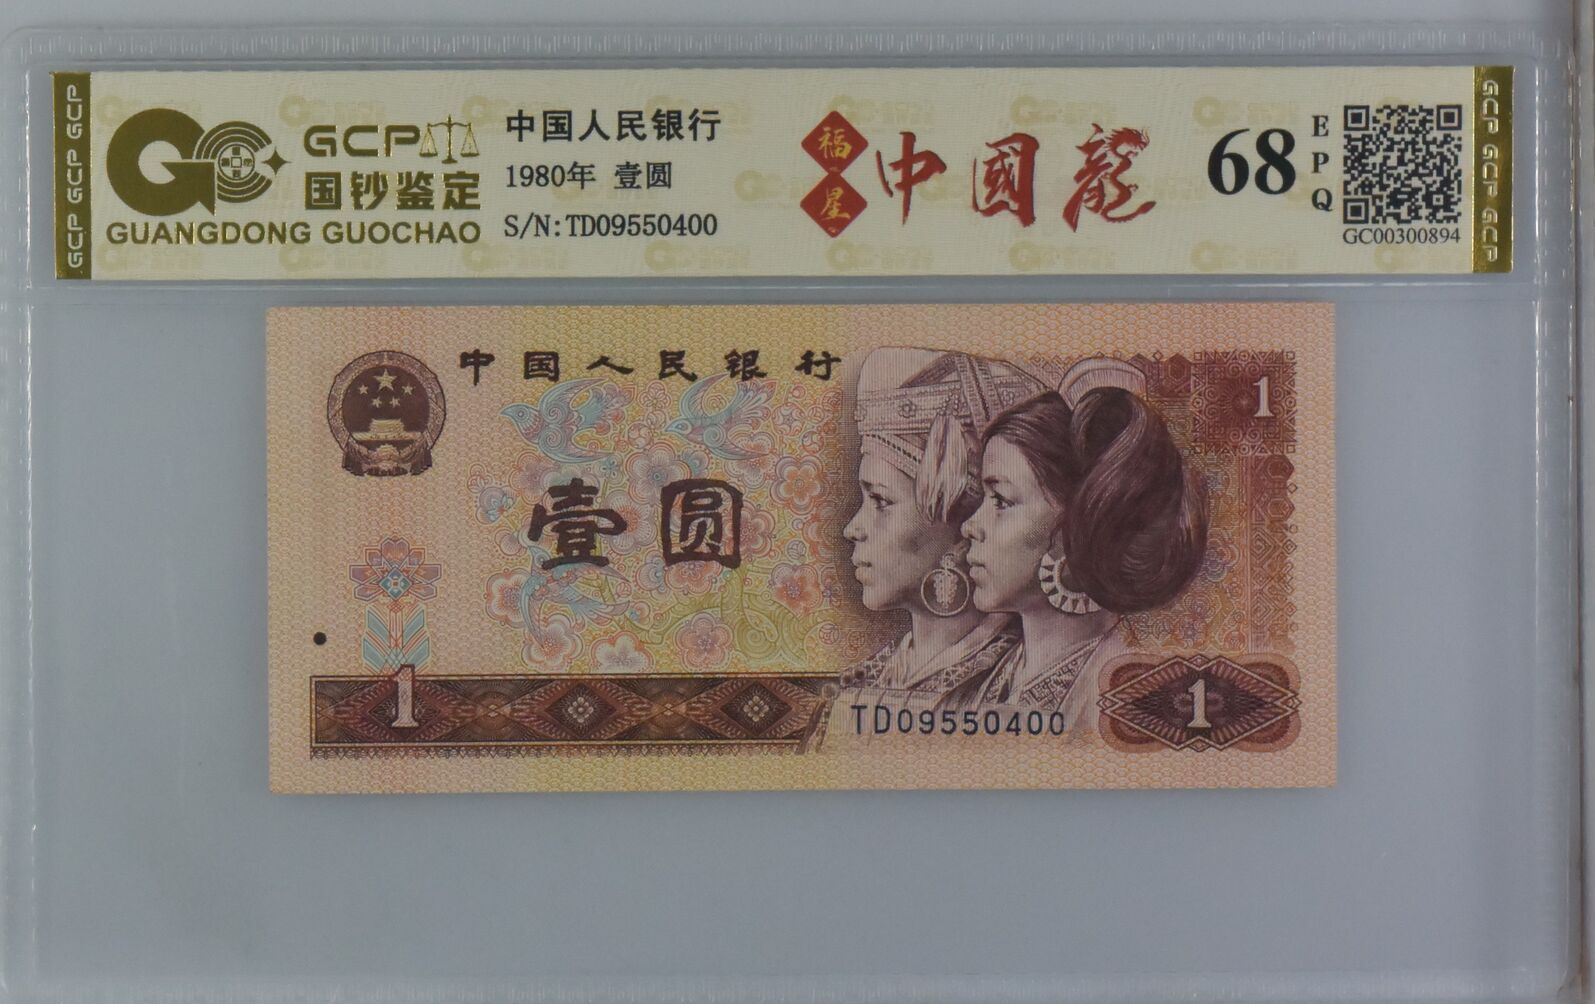 GCP GCP GCP
GCP
国钞鉴定
GUANGDONG GUOCHAO
中国人民银行
1980年 壹圆
S/N:TD09550400
福星
中國龍
68
EPQ
GC00300894
GCP GCP GCP
中国人民银行
1
壹圆
1
TD09550400
1